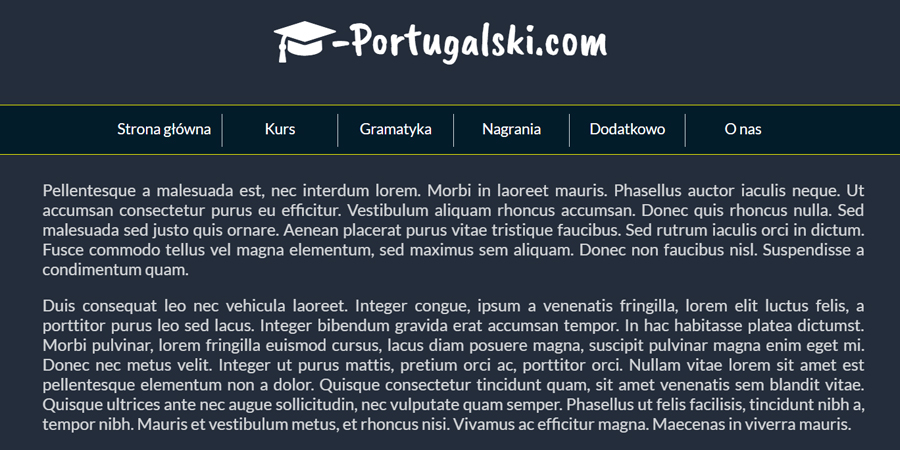 -Portugalski.com
Strona główna Kurs Gramatyka Nagrania Dodatkowo O nas
Pellentesque a malesuada est, nec interdum lorem. Morbi in laoreet mauris. Phasellus auctor iaculis neque. Ut
accumsan consectetur purus eu efficitur. Vestibulum aliquam rhoncus accumsan. Donec quis rhoncus nulla. Sed
malesuada sed justo quis ornare. Aenean placerat purus vitae tristique faucibus. Sed rutrum iaculis orci in dictum.
Fusce commodo tellus vel magna elementum, sed maximus sem aliquam. Donec non faucibus nisl. Suspendisse a
condimentum quam.
Duis consequat leo nec vehicula laoreet. Integer congue, ipsum a venenatis fringilla, lorem elit luctus felis, a
porttitor purus leo sed lacus. Integer bibendum gravida erat accumsan tempor. In hac habitasse platea dictumst.
Morbi pulvinar, lorem fringilla euismod cursus, lacus diam posuere magna, suscipit pulvinar magna enim eget mi.
Donec nec metus velit. Integer ut purus mattis, pretium orci ac, porttitor orci. Nullam vitae lorem sit amet est
pellentesque elementum non a dolor. Quisque consectetur tincidunt quam, sit amet venenatis sem blandit vitae.
Quisque ultrices ante nec augue sollicitudin, nec vulputate quam semper. Phasellus ut felis facilisis, tincidunt nibh a,
tempor nibh. Mauris et vestibulum metus, et rhoncus nisi. Vivamus ac efficitur magna. Maecenas in viverra mauris.